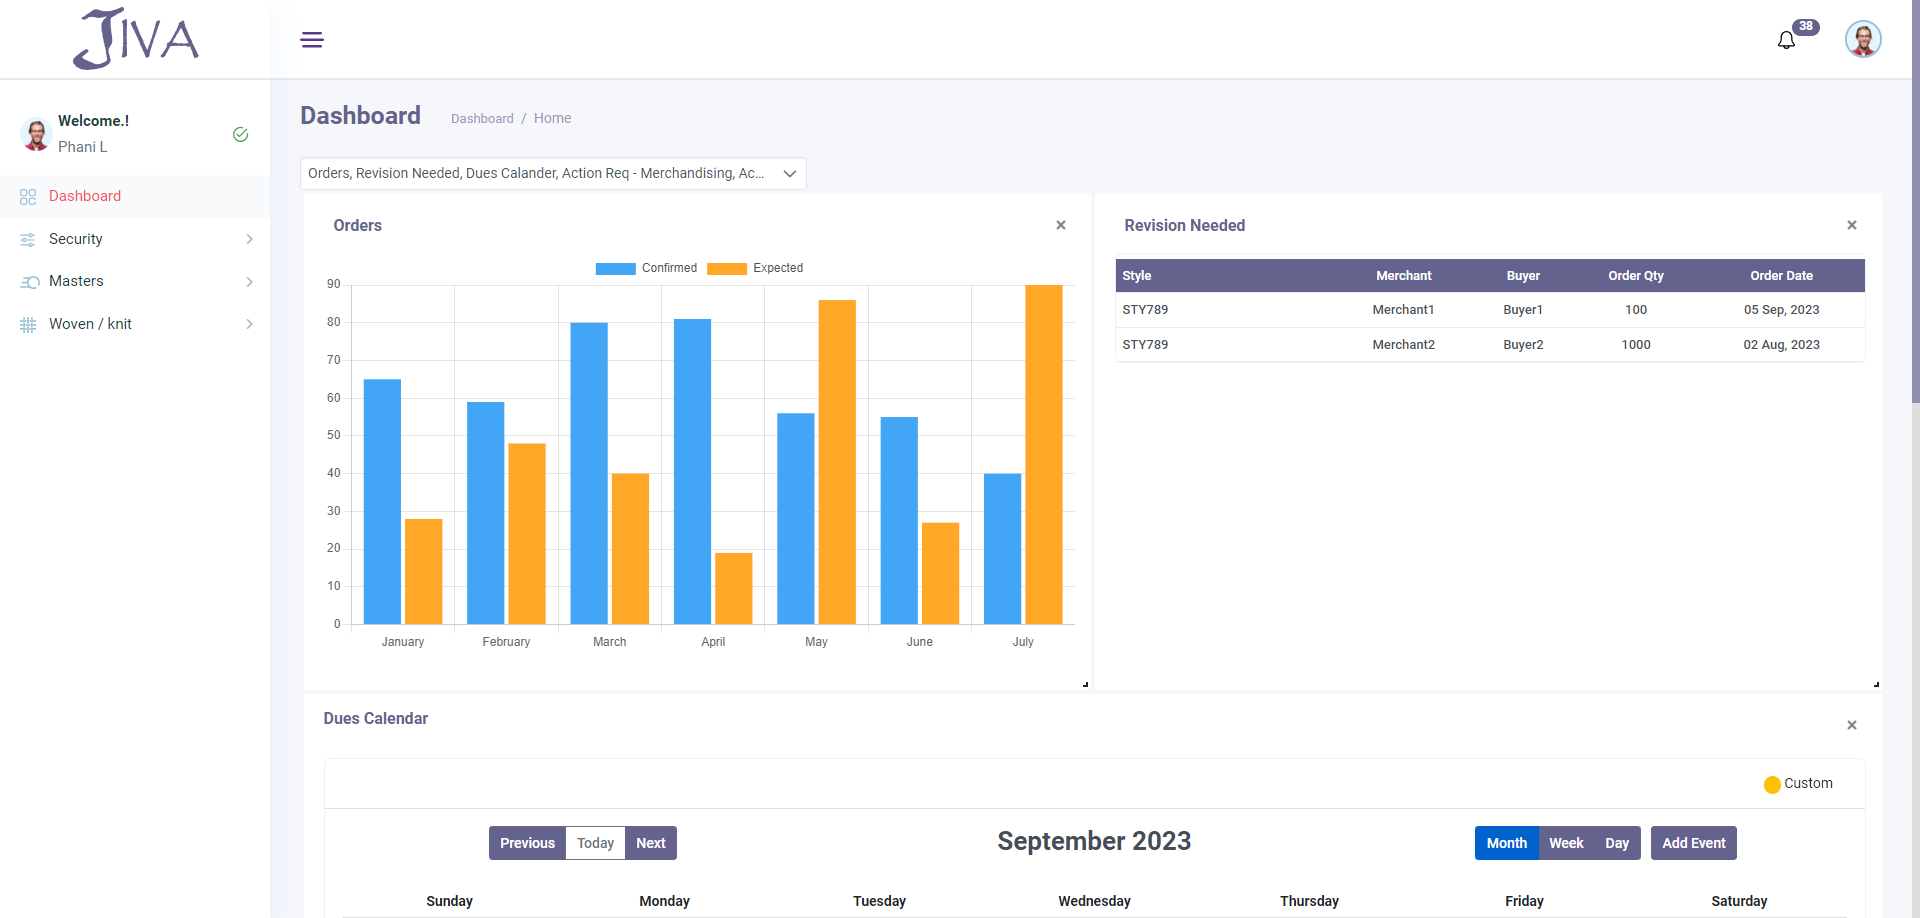 JIVA
38
Welcome.!
Phani L
Dashboard
Security
Masters
Woven / knit
Dashboard
Dashboard / Home
Orders, Revision Needed, Dues Calander, Action Req - Merchandising, Ac...
Orders
Confirmed Expected
90
80
70
60
50
40
30
20
10
0
January February March April May June July
Revision Needed
Style Merchant Buyer Order Qty Order Date
STY789 Merchant1 Buyer1 100 05 Sep, 2023
STY789 Merchant2 Buyer2 1000 02 Aug, 2023
Dues Calendar
Custom
Previous Today Next September 2023 Month Week Day Add Event
Sunday Monday Tuesday Wednesday Thursday Friday Saturday